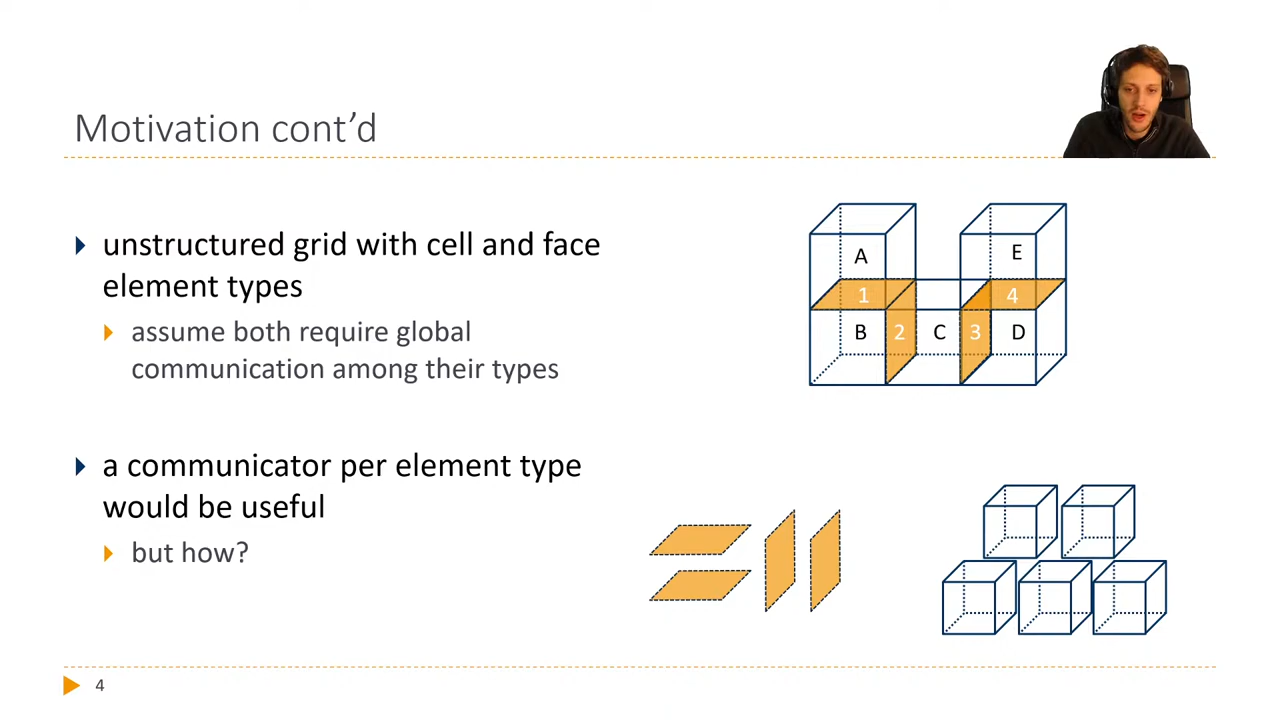 Motivation cont’d
unstructured grid with cell and face
element types
assume both require global
communication among their types
a communicator per element type
would be useful
but how?
A
E
1
4
B
2
C
3
D
4